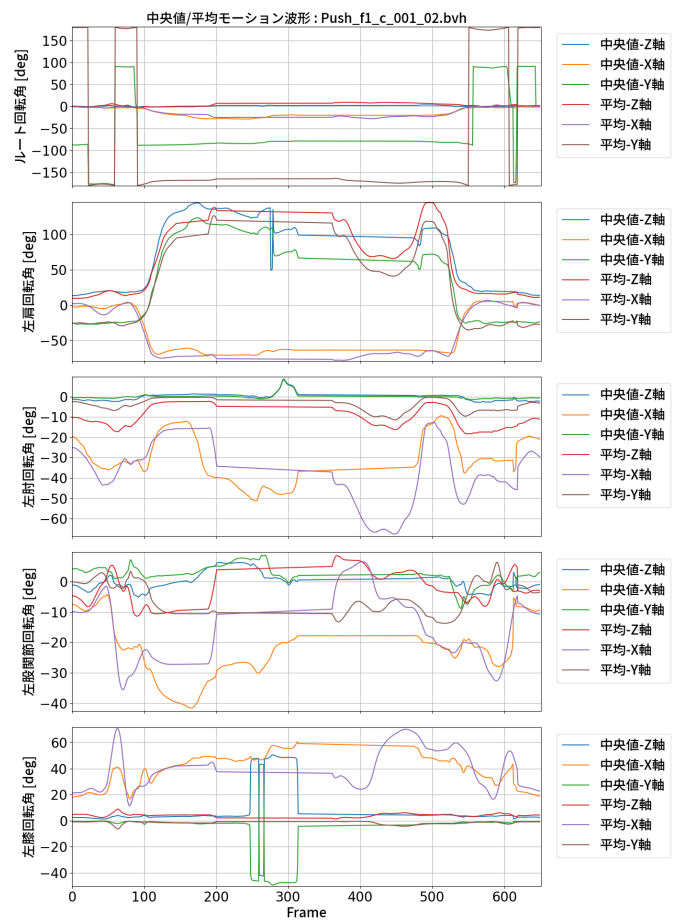 中央値/平均モーション波形 : Push_f1_c_001_02.bvh
ルート回転角 [deg]
150
100
50
0
−50
−100
−150
中央値-Z軸
中央値-X軸
中央値-Y軸
平均-Z軸
平均-X軸
平均-Y軸
左肩回転角 [deg]
100
50
0
−50
中央値-Z軸
中央値-X軸
中央値-Y軸
平均-Z軸
平均-X軸
平均-Y軸
左肘回転角 [deg]
0
−10
−20
−30
−40
−50
−60
中央値-Z軸
中央値-X軸
中央値-Y軸
平均-Z軸
平均-X軸
平均-Y軸
左股関節回転角 [deg]
0
−10
−20
−30
−40
中央値-Z軸
中央値-X軸
中央値-Y軸
平均-Z軸
平均-X軸
平均-Y軸
左膝回転角 [deg]
60
40
20
0
−20
−40
中央値-Z軸
中央値-X軸
中央値-Y軸
平均-Z軸
平均-X軸
平均-Y軸
0 100 200 300 400 500 600
Frame